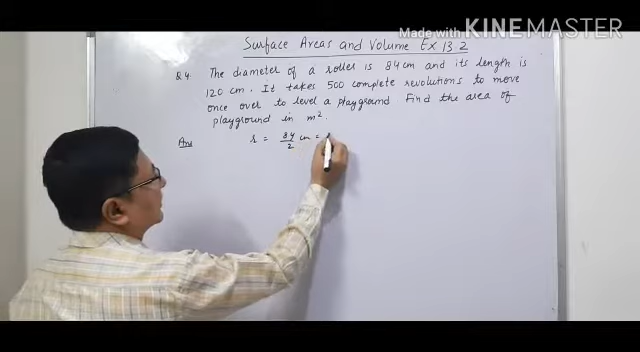 Made with KINEMASTER
Surface Areas and Volume Ex 13.2
Q 4. The diameter of a roller is 84 cm and its length is
120 cm. It takes 500 complete revolutions to move
once over to level a playground Find the area of
playground in m².
Ans r = 84/2 cm =